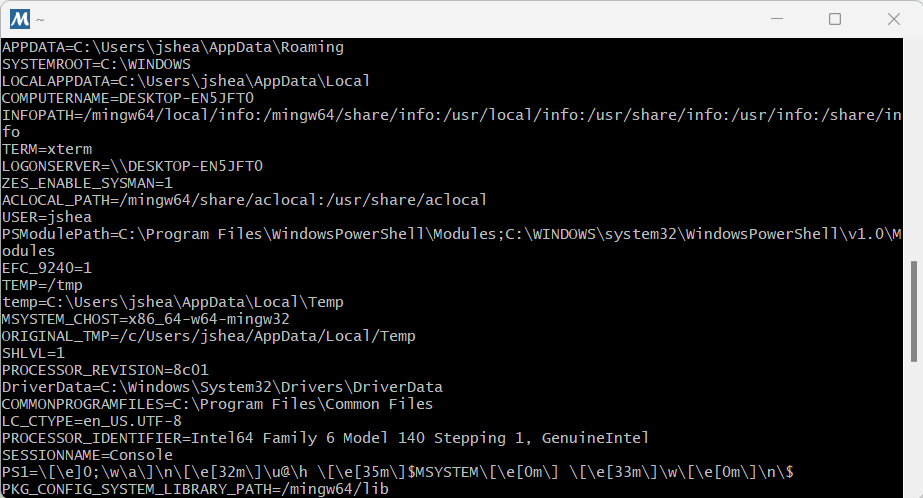 M ~
APPDATA=C:\Users\jshea\AppData\Roaming
SYSTEMROOT=C:\WINDOWS
LOCALAPPDATA=C:\Users\jshea\AppData\Local
COMPUTERNAME=DESKTOP-EN5JFT0
INFOPATH=/mingw64/local/info:/mingw64/share/info:/usr/local/info:/usr/share/info:/usr/info:/share/in
fo
TERM=xterm
LOGONSERVER=\\DESKTOP-EN5JFT0
ZES_ENABLE_SYSMAN=1
ACLOCAL_PATH=/mingw64/share/aclocal:/usr/share/aclocal
USER=jshea
PSModulePath=C:\Program Files\WindowsPowerShell\Modules;C:\WINDOWS\system32\WindowsPowerShell\v1.0\M
odules
EFC_9240=1
TEMP=/tmp
temp=C:\Users\jshea\AppData\Local\Temp
MSYSTEM_CHOST=x86_64-w64-mingw32
ORIGINAL_TMP=/c/Users/jshea/AppData/Local/Temp
SHLVL=1
PROCESSOR_REVISION=8c01
DriverData=C:\Windows\System32\Drivers\DriverData
COMMONPROGRAMFILES=C:\Program Files\Common Files
LC_CTYPE=en_US.UTF-8
PROCESSOR_IDENTIFIER=Intel64 Family 6 Model 140 Stepping 1, GenuineIntel
SESSIONNAME=Console
PS1=\[\e]0;\w\a\]\n\[\e[32m\]\u@\h \[\e[35m\]$MSYSTEM\[\e[0m\] \[\e[33m\]\w\[\e[0m\]\n\$
PKG_CONFIG_SYSTEM_LIBRARY_PATH=/mingw64/lib